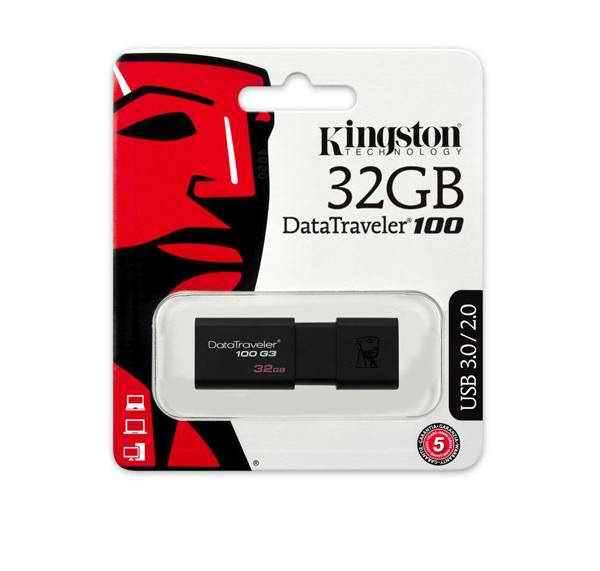 Kingston®
TECHNOLOGY
32GB
DataTraveler® 100
DataTraveler®
100 G3
32GB
USB 3.0 / 2.0
5
®